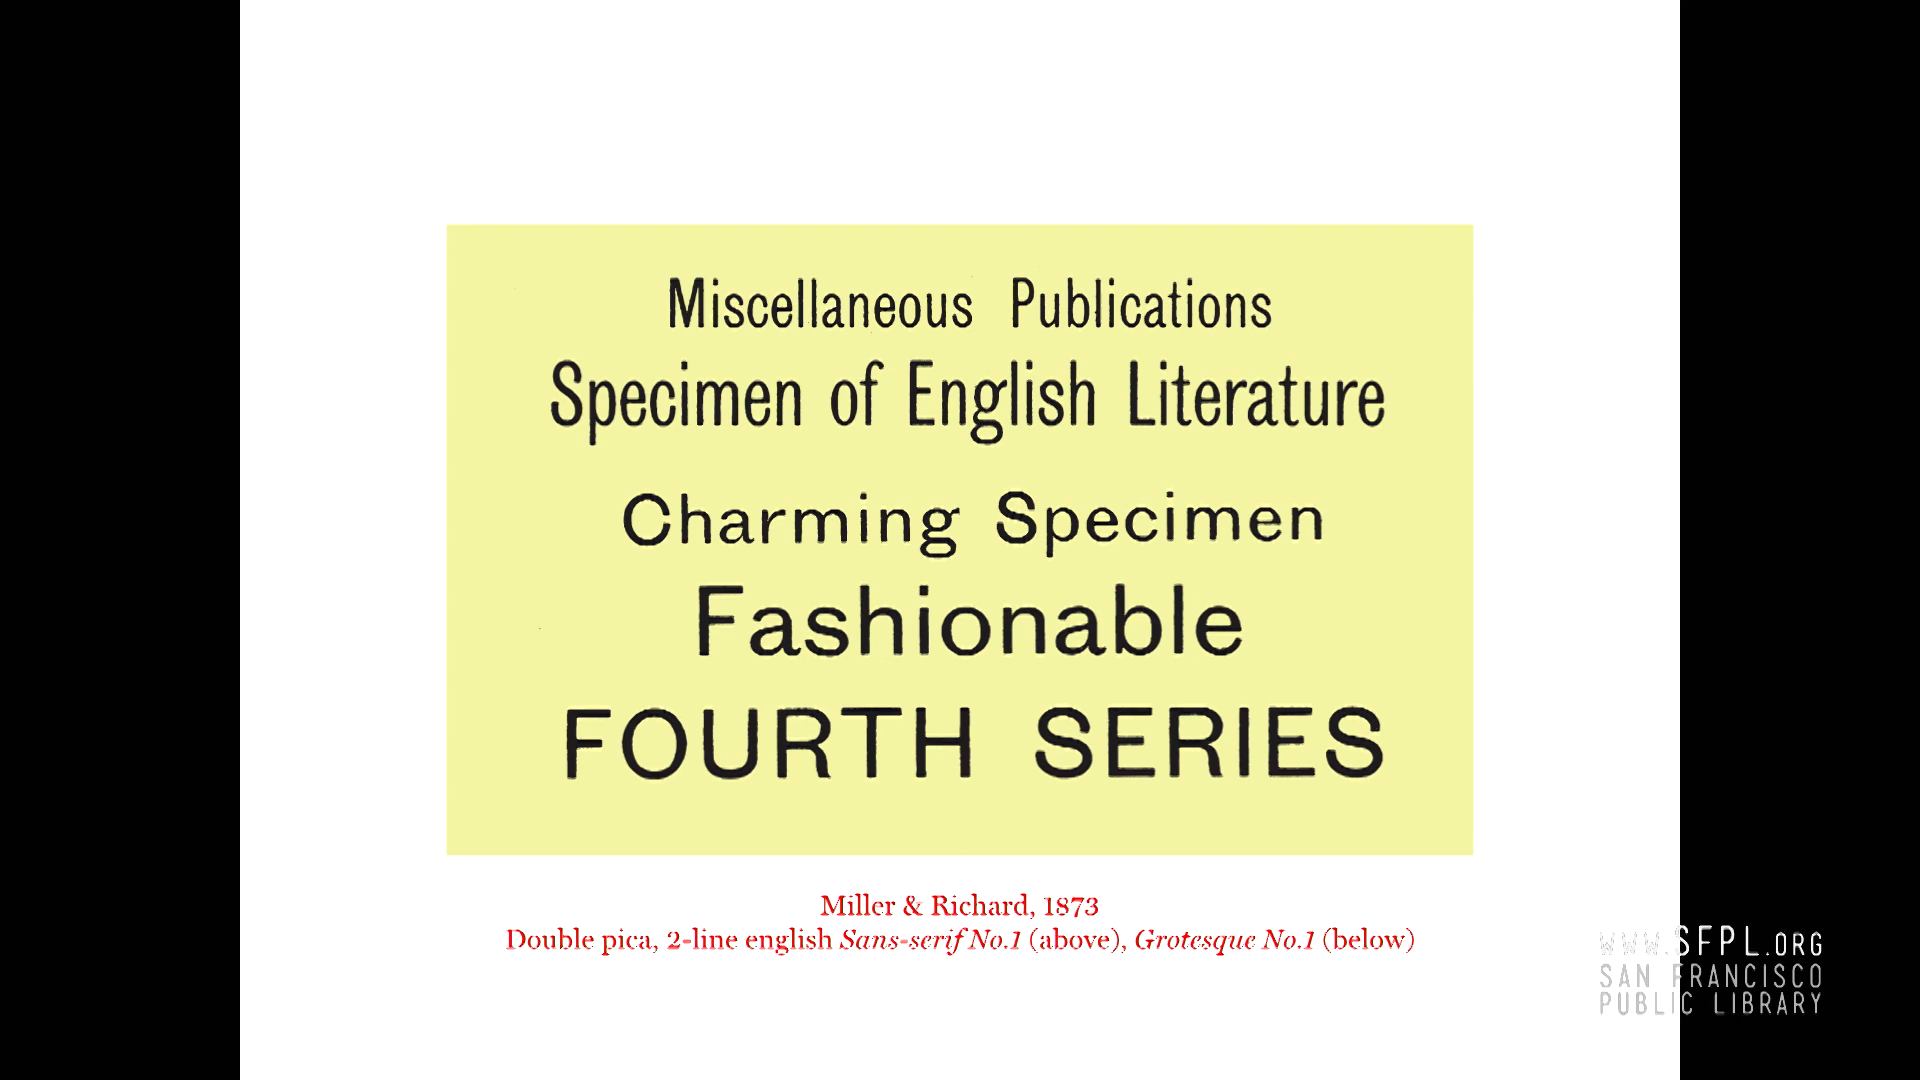 Miscellaneous Publications
Specimen of English Literature
Charming Specimen
Fashionable
FOURTH SERIES
Miller & Richard, 1873
Double pica, 2-line english Sans-serif No.1 (above), Grotesque No.1 (below)
WWW.SFPL.ORG
SAN FRANCISCO
PUBLIC LIBRARY